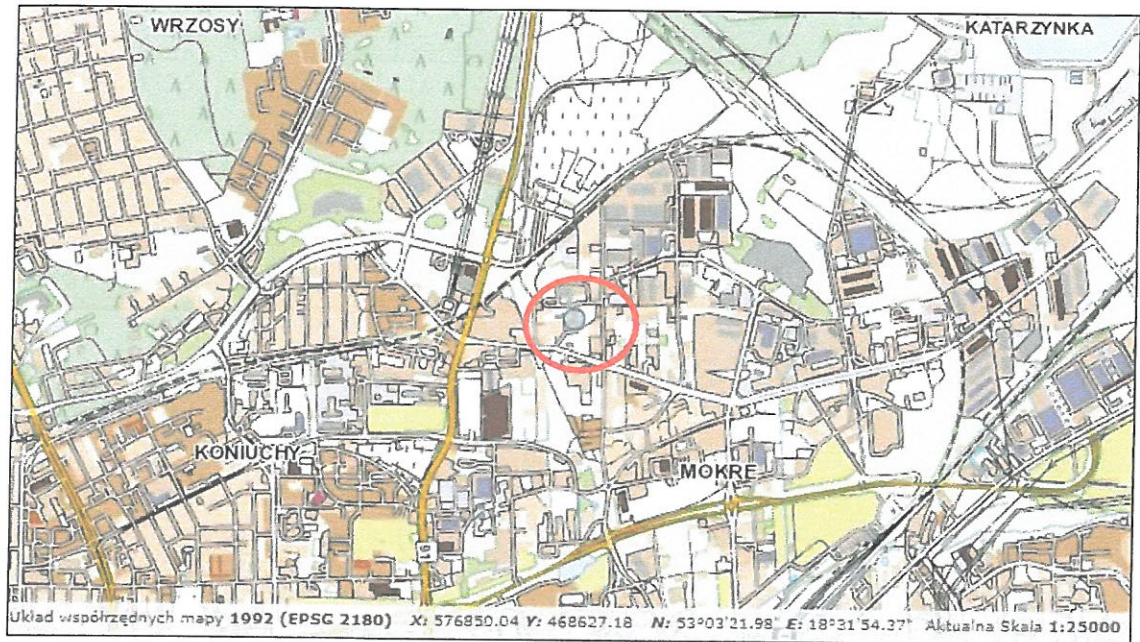 WRZOSY
KATARZYNKA
KONIUCHY
MOKRE
91
Układ współrzędnych mapy 1992 (EPSG 2180) X: 576850.04 Y: 468627.18 N: 53°03'21.98" E: 18°31'54.37" Aktualna Skala 1:25000